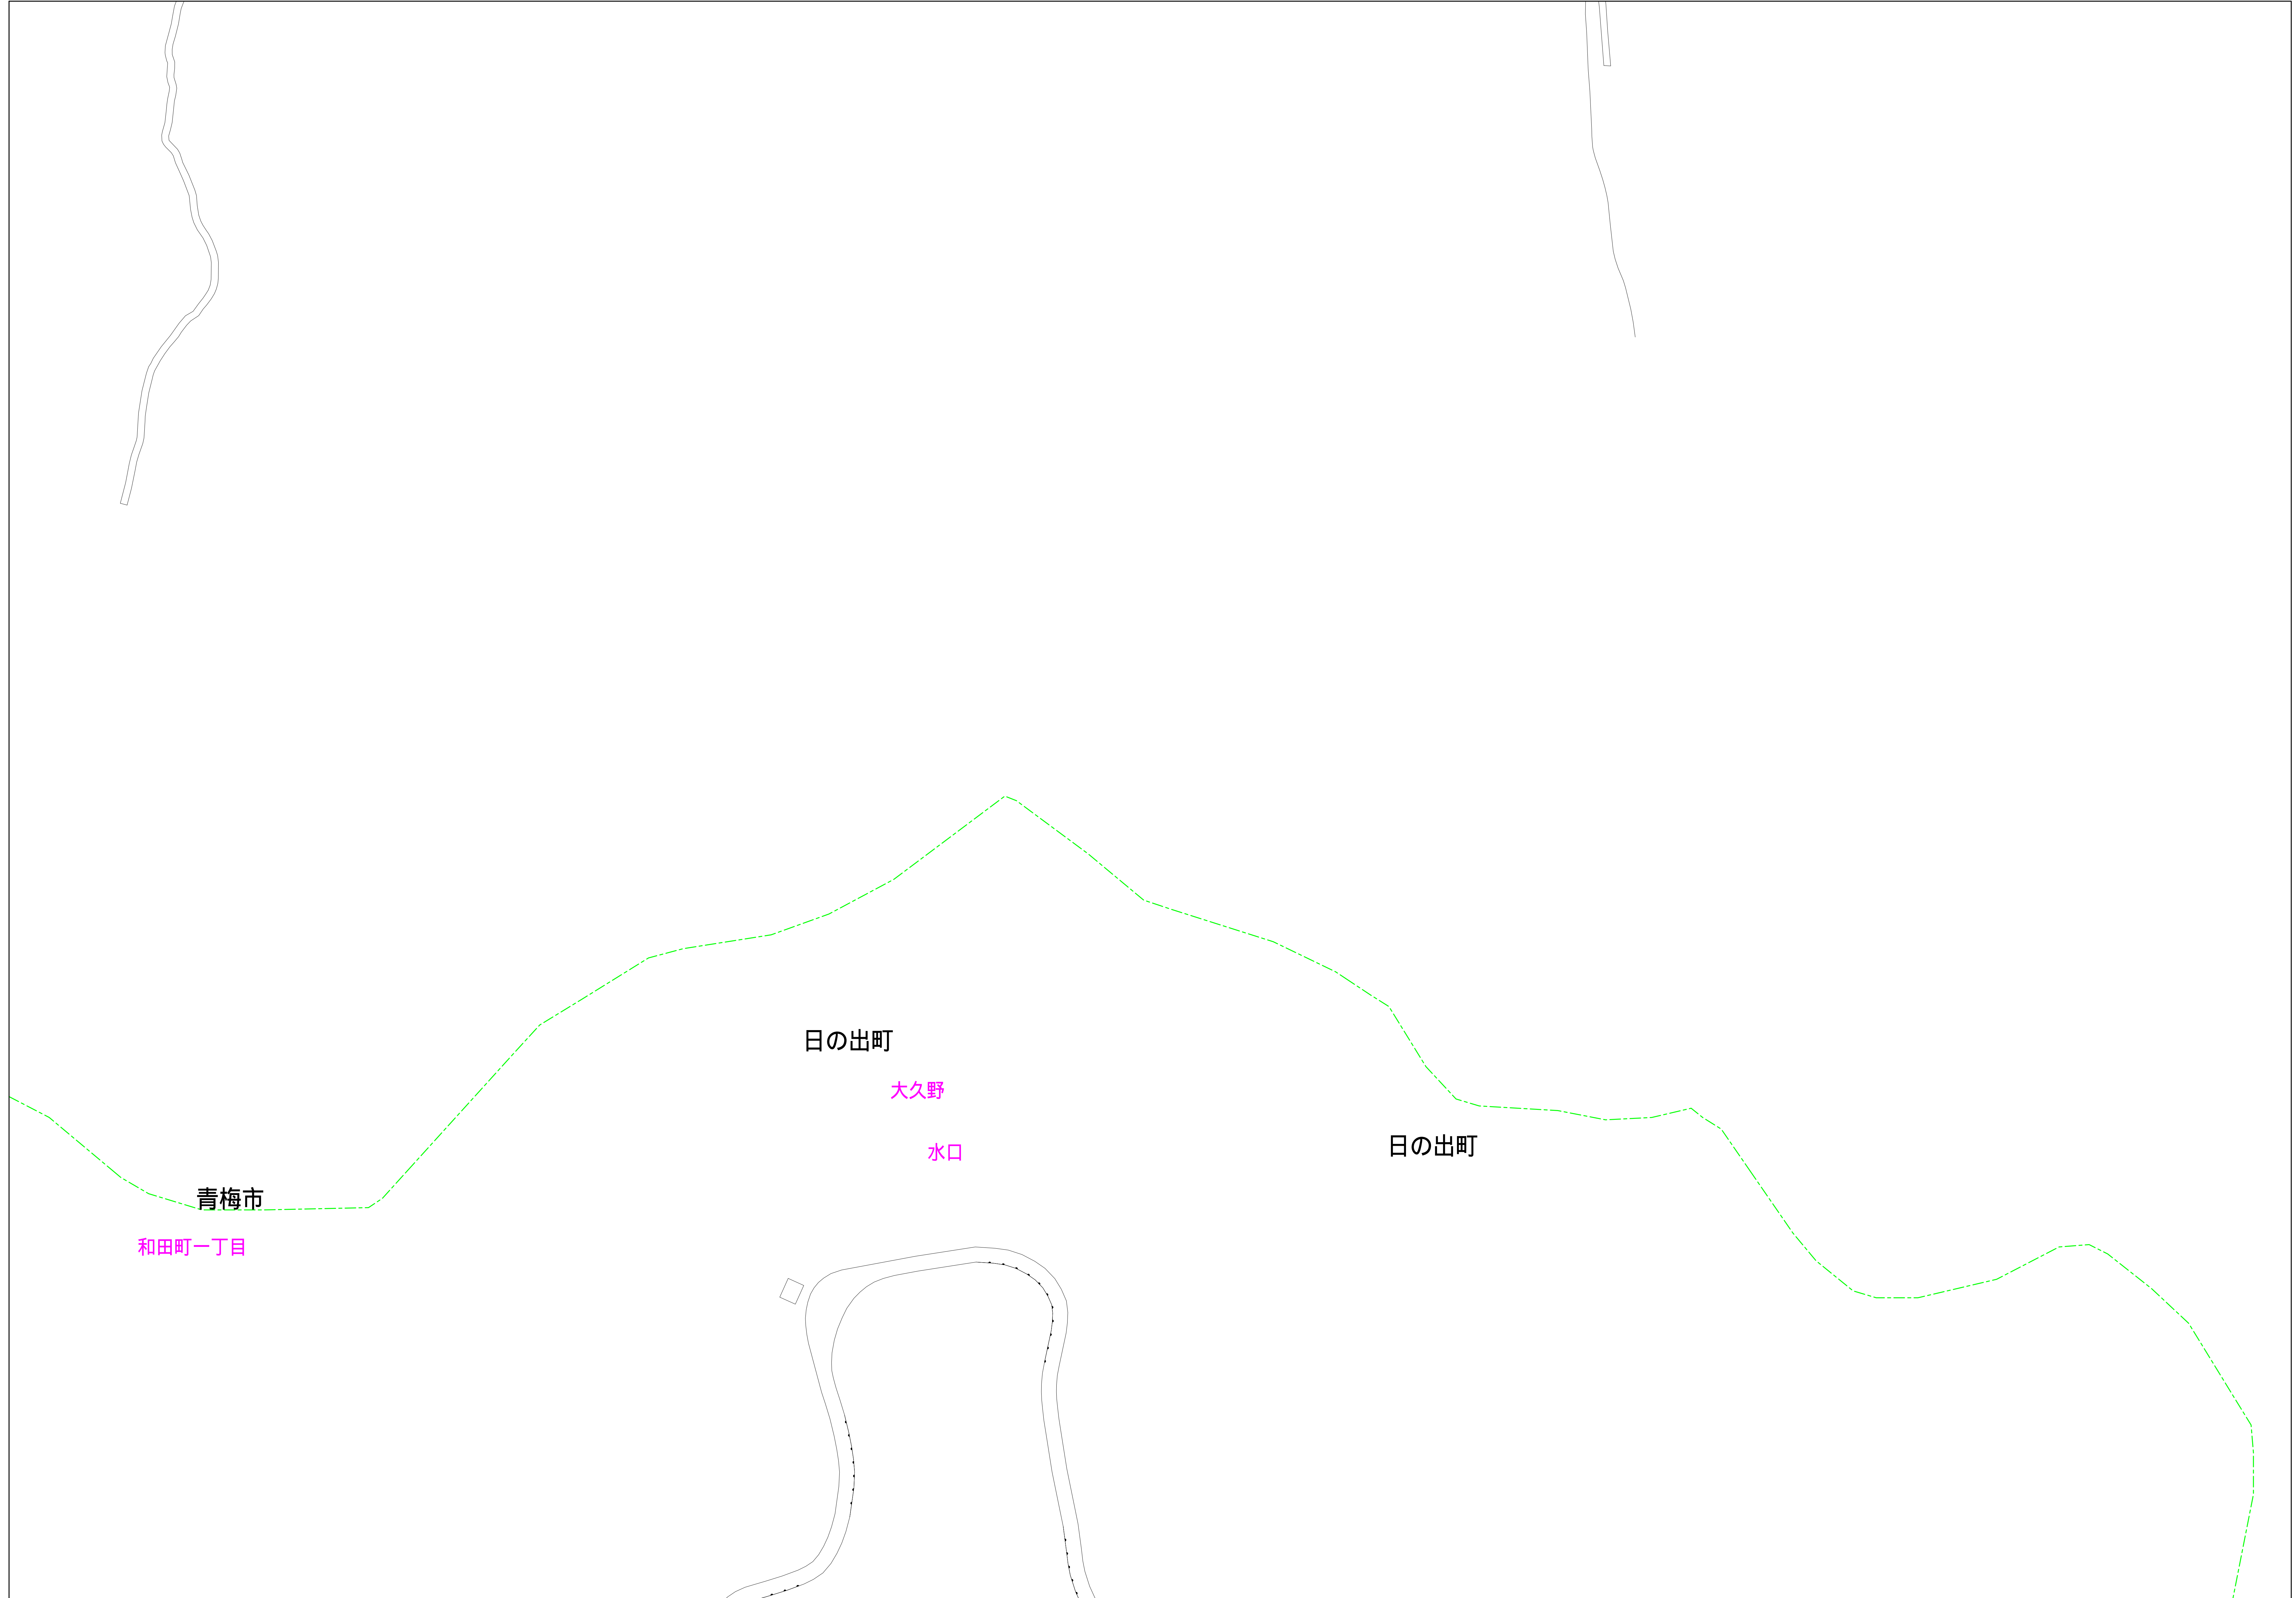 日の出町
大久野
日の出町
水口
青梅市
和田町一丁目